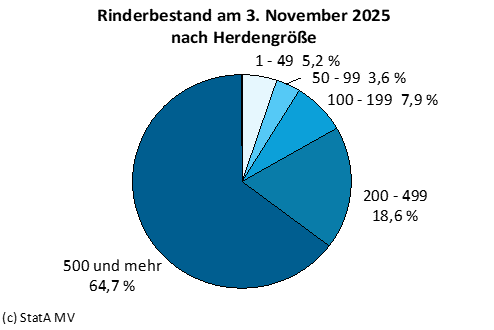 Rinderbestand am 3. November 2025
nach Herdengröße
1 - 49  5,2 %
50 - 99  3,6 %
100 - 199  7,9 %
200 - 499
18,6 %
500 und mehr
64,7 %
(c) StatA MV